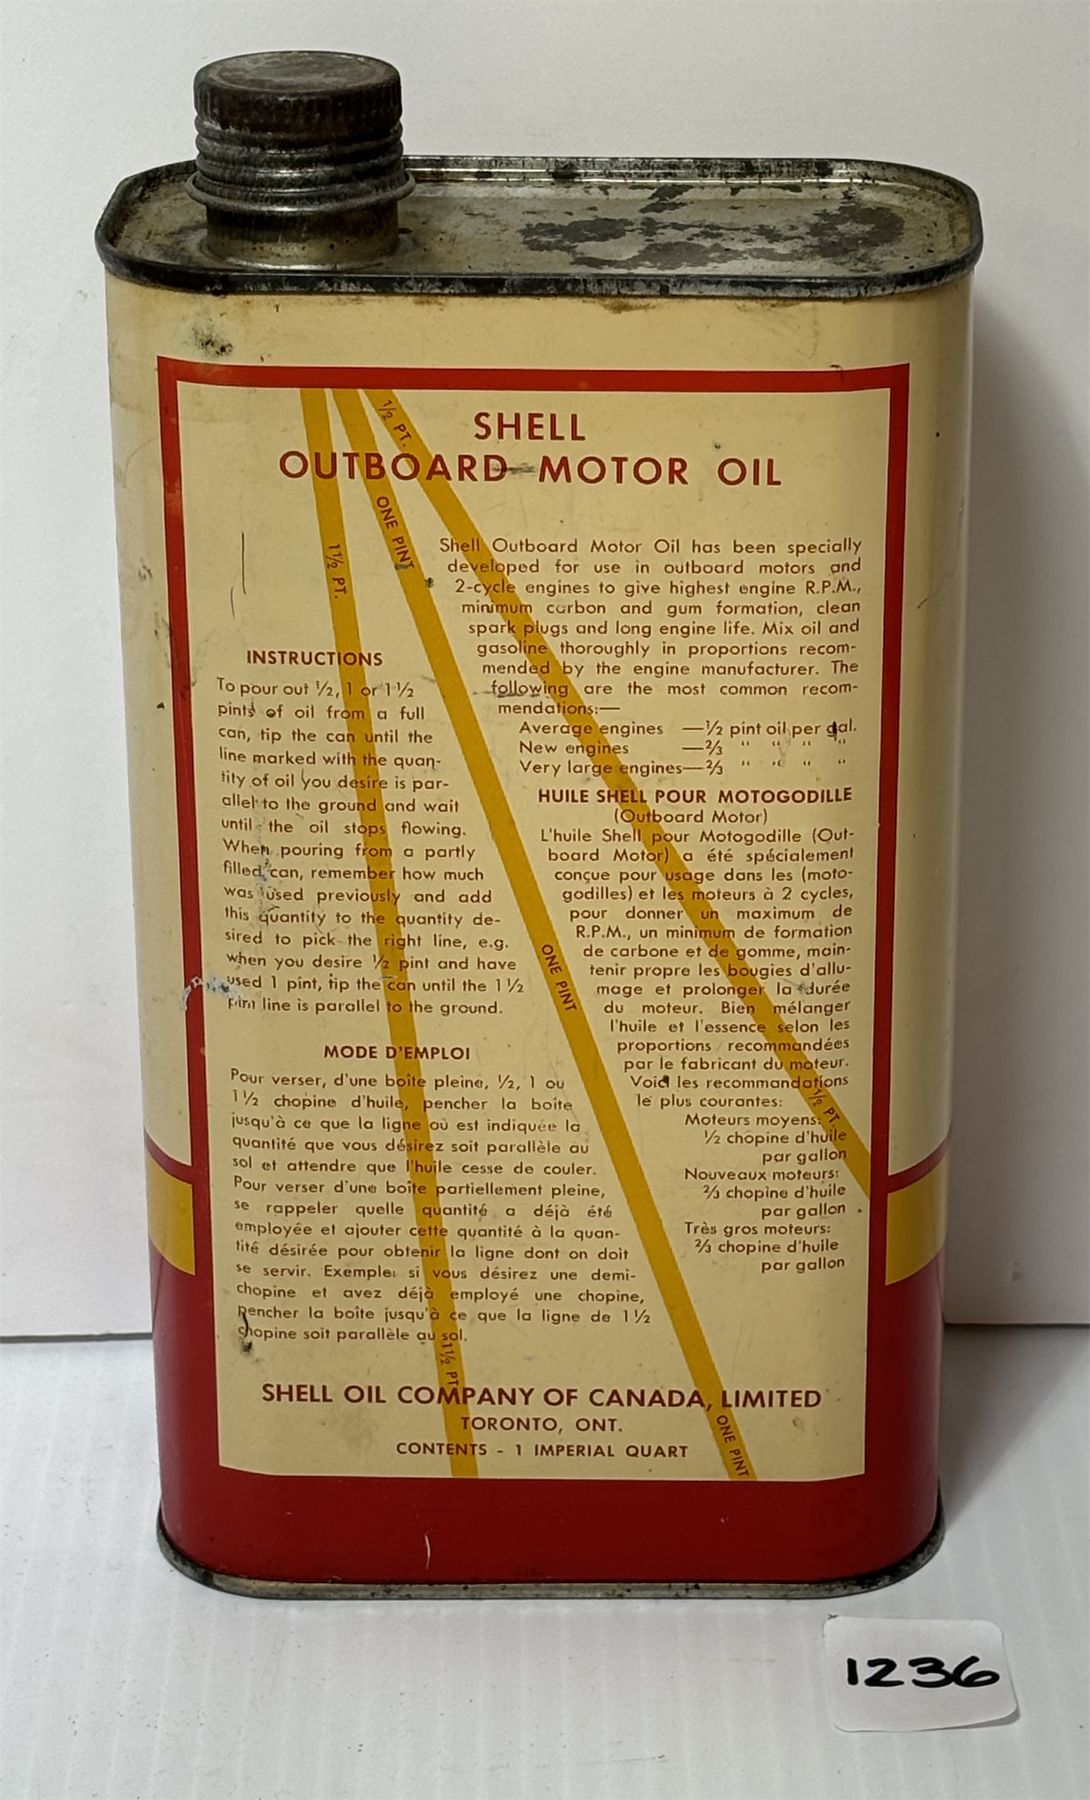 SHELL
OUTBOARD MOTOR OIL
½ PT.
ONE PINT
1½ PT.
Shell Outboard Motor Oil has been specially
developed for use in outboard motors and
2-cycle engines to give highest engine R.P.M.,
minimum carbon and gum formation, clean
spark plugs and long engine life. Mix oil and
gasoline thoroughly in proportions recom-
mended by the engine manufacturer. The
following are the most common recom-
mendations:—
Average engines —½ pint oil per gal.
New engines —⅔ " " " "
Very large engines—⅔ " " " "
INSTRUCTIONS
To pour out ½, 1 or 1½
pints of oil from a full
can, tip the can until the
line marked with the quan-
tity of oil you desire is par-
allel to the ground and wait
until the oil stops flowing.
When pouring from a partly
filled can, remember how much
was used previously and add
this quantity to the quantity de-
sired to pick the right line, e.g.
when you desire ½ pint and have
used 1 pint, tip the can until the 1½
pint line is parallel to the ground.
HUILE SHELL POUR MOTOGODILLE
(Outboard Motor)
L'huile Shell pour Motogodille (Out-
board Motor) a été spécialement
conçue pour usage dans les (moto-
godilles) et les moteurs à 2 cycles,
pour donner un maximum de
R.P.M., un minimum de formation
de carbone et de gomme, main-
tenir propre les bougies d'allu-
mage et prolonger la durée
du moteur. Bien mélanger
l'huile et l'essence selon les
proportions recommandées
par le fabricant du moteur.
Voici les recommandations
le plus courantes:
Moteurs moyens:
½ chopine d'huile
par gallon
Nouveaux moteurs:
⅔ chopine d'huile
par gallon
Très gros moteurs:
⅔ chopine d'huile
par gallon
ONE PINT
½ PT.
MODE D'EMPLOI
Pour verser, d'une boîte pleine, ½, 1 ou
1½ chopine d'huile, pencher la boîte
jusqu'à ce que la ligne où est indiquée la
quantité que vous désirez soit parallèle au
sol et attendre que l'huile cesse de couler.
Pour verser d'une boîte partiellement pleine,
se rappeler quelle quantité a déjà été
employée et ajouter cette quantité à la quan-
tité désirée pour obtenir la ligne dont on doit
se servir. Exemple: si vous désirez une demi-
chopine et avez déjà employé une chopine,
pencher la boîte jusqu'à ce que la ligne de 1½
chopine soit parallèle au sol.
1½ PT.
ONE PINT
SHELL OIL COMPANY OF CANADA, LIMITED
TORONTO, ONT.
CONTENTS - 1 IMPERIAL QUART
1236